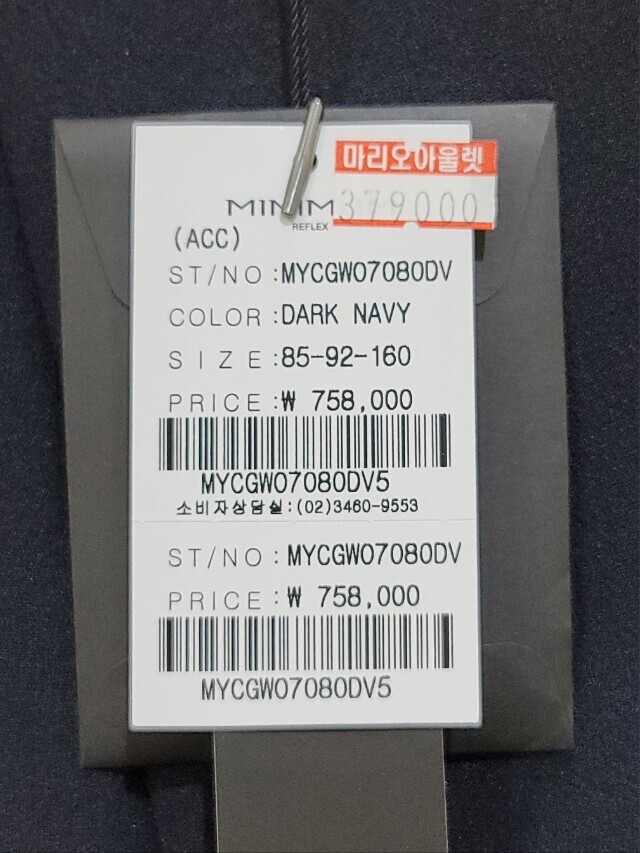 마리오아울렛
379000
MINIM
REFLEX
(ACC)
ST/NO:MYCGW07080DV
COLOR:DARK NAVY
SIZE:85-92-160
PRICE:₩ 758,000
MYCGW07080DV5
소비자상담실:(02)3460-9553
ST/NO:MYCGW07080DV
PRICE:₩ 758,000
MYCGW07080DV5